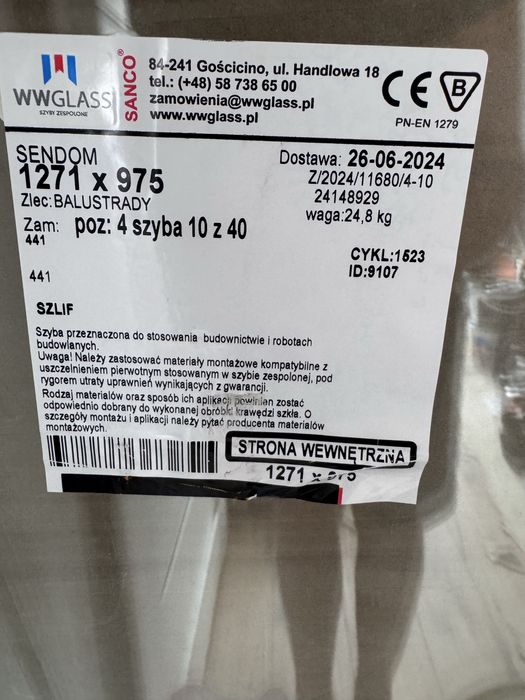 WWGLASS
SZYBY ZESPOLONE
SANCO®
84-241 Gościcino, ul. Handlowa 18
tel.: (+48) 58 738 65 00
zamowienia@wwglass.pl
www.wwglass.pl
CE B
PN-EN 1279
SENDOM
1271 x 975
Zlec:BALUSTRADY
Zam: poz: 4 szyba 10 z 40
441
Dostawa: 26-06-2024
Z/2024/11680/4-10
24148929
waga:24,8 kg
CYKL:1523
ID:9107
441
SZLIF
Szyba przeznaczona do stosowania budownictwie i robotach
budowlanych.
Uwaga! Należy zastosować materiały montażowe kompatybilne z
uszczelnieniem pierwotnym stosowanym w szybie zespolonej, pod
rygorem utraty uprawnień wynikających z gwarancji.
Rodzaj materiałów oraz sposób ich aplikacji powinian zostać
odpowiednio dobrany do wykonanej obróbki krawędzi szkła. O
szczegóły montażu i aplikacji należy pytać producenta materiałów
montażowych.
STRONA WEWNĘTRZNA
1271 x 975